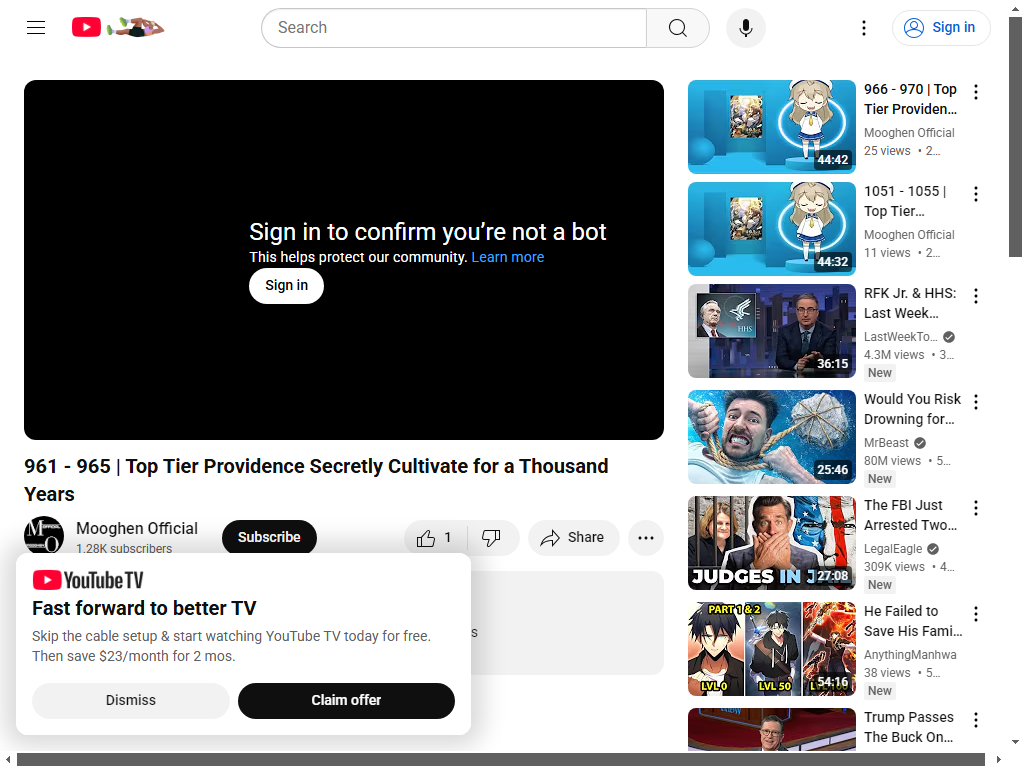 Search
Sign in
Sign in to confirm you’re not a bot
This helps protect our community. Learn more
Sign in
961 - 965 | Top Tier Providence Secretly Cultivate for a Thousand
Years
Mooghen Official
1.28K subscribers
Subscribe
1
Share
s
YouTube TV
Fast forward to better TV
Skip the cable setup & start watching YouTube TV today for free.
Then save $23/month for 2 mos.
Dismiss
Claim offer
44:42
966 - 970 | Top
Tier Providen...
Mooghen Official
25 views • 2...
44:32
1051 - 1055 |
Top Tier...
Mooghen Official
11 views • 2...
HHS
36:15
RFK Jr. & HHS:
Last Week...
LastWeekTo...
4.3M views • 3...
New
25:46
Would You Risk
Drowning for...
MrBeast
80M views • 5...
New
JUDGES IN J
27:08
The FBI Just
Arrested Two...
LegalEagle
309K views • 4...
New
PART 1 & 2
LVL 0
LVL 50
54:16
He Failed to
Save His Fami...
AnythingManhwa
38 views • 5...
New
Trump Passes
The Buck On...